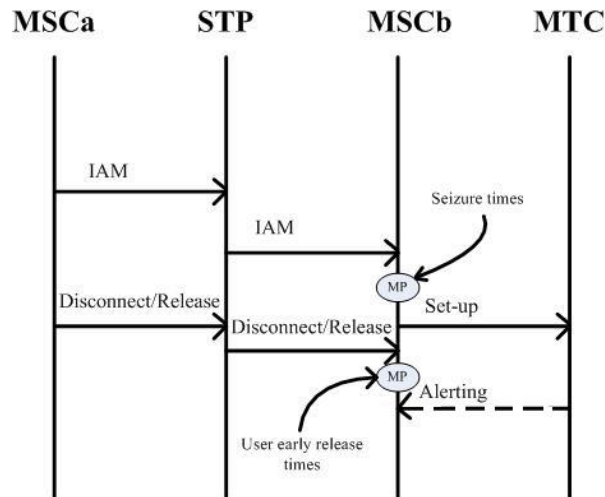 MSCa STP MSCb MTC
IAM
Seizure times
IAM
MP
Disconnect/Release
Set-up
Disconnect/Release
MP
Alerting
User early release
times